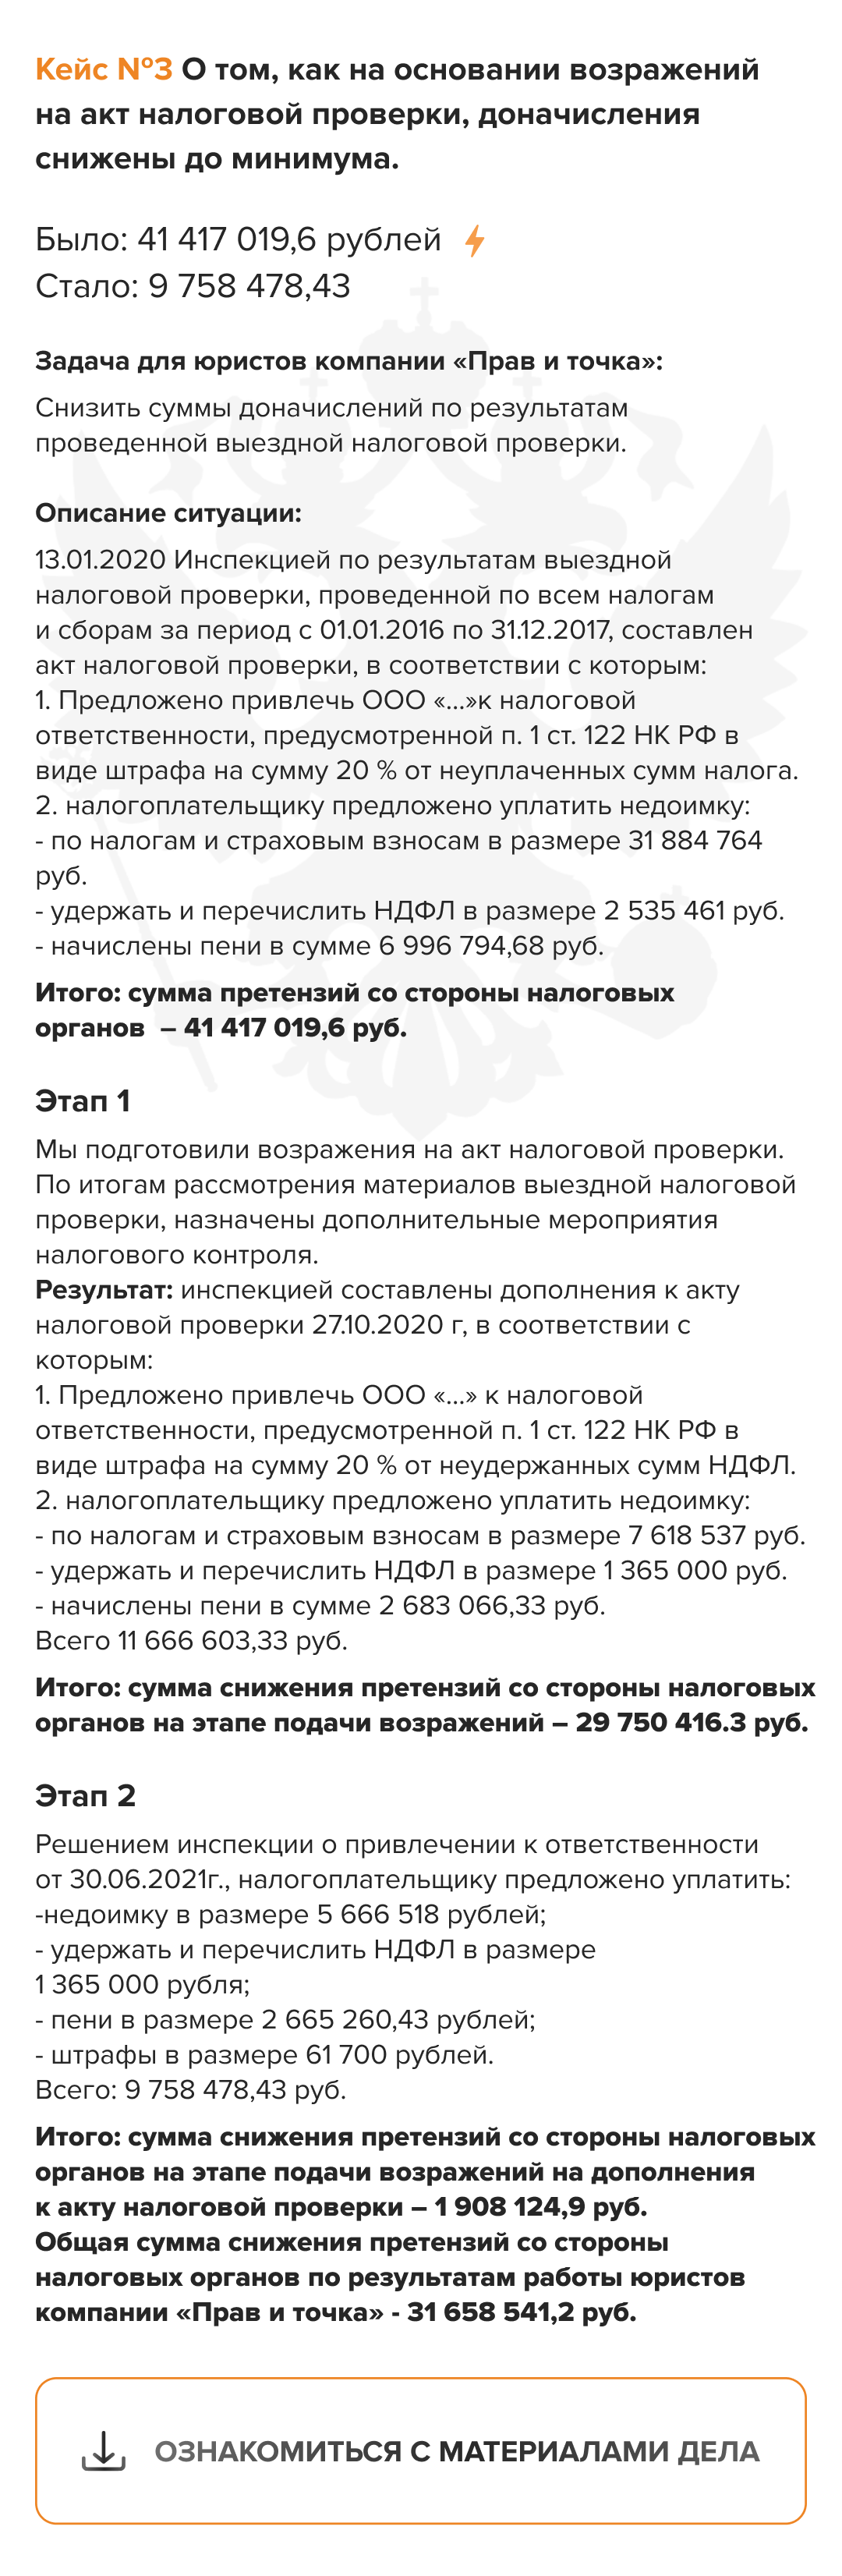 Кейс №3 О том, как на основании возражений
на акт налоговой проверки, доначисления
снижены до минимума.
Было: 41 417 019,6 рублей
Стало: 9 758 478,43
Задача для юристов компании «Прав и точка»:
Снизить суммы доначислений по результатам
проведенной выездной налоговой проверки.
Описание ситуации:
13.01.2020 Инспекцией по результатам выездной
налоговой проверки, проведенной по всем налогам
и сборам за период с 01.01.2016 по 31.12.2017, составлен
акт налоговой проверки, в соответствии с которым:
1. Предложено привлечь ООО «...»к налоговой
ответственности, предусмотренной п. 1 ст. 122 НК РФ в
виде штрафа на сумму 20 % от неуплаченных сумм налога.
2. налогоплательщику предложено уплатить недоимку:
- по налогам и страховым взносам в размере 31 884 764
руб.
- удержать и перечислить НДФЛ в размере 2 535 461 руб.
- начислены пени в сумме 6 996 794,68 руб.
Итого: сумма претензий со стороны налоговых
органов – 41 417 019,6 руб.
Этап 1
Мы подготовили возражения на акт налоговой проверки.
По итогам рассмотрения материалов выездной налоговой
проверки, назначены дополнительные мероприятия
налогового контроля.
Результат: инспекцией составлены дополнения к акту
налоговой проверки 27.10.2020 г, в соответствии с
которым:
1. Предложено привлечь ООО «...» к налоговой
ответственности, предусмотренной п. 1 ст. 122 НК РФ в
виде штрафа на сумму 20 % от неудержанных сумм НДФЛ.
2. налогоплательщику предложено уплатить недоимку:
- по налогам и страховым взносам в размере 7 618 537 руб.
- удержать и перечислить НДФЛ в размере 1 365 000 руб.
- начислены пени в сумме 2 683 066,33 руб.
Всего 11 666 603,33 руб.
Итого: сумма снижения претензий со стороны налоговых
органов на этапе подачи возражений – 29 750 416.3 руб.
Этап 2
Решением инспекции о привлечении к ответственности
от 30.06.2021г., налогоплательщику предложено уплатить:
-недоимку в размере 5 666 518 рублей;
- удержать и перечислить НДФЛ в размере
1 365 000 рубля;
- пени в размере 2 665 260,43 рублей;
- штрафы в размере 61 700 рублей.
Всего: 9 758 478,43 руб.
Итого: сумма снижения претензий со стороны налоговых
органов на этапе подачи возражений на дополнения
к акту налоговой проверки – 1 908 124,9 руб.
Общая сумма снижения претензий со стороны
налоговых органов по результатам работы юристов
компании «Прав и точка» - 31 658 541,2 руб.
ОЗНАКОМИТЬСЯ С МАТЕРИАЛАМИ ДЕЛА